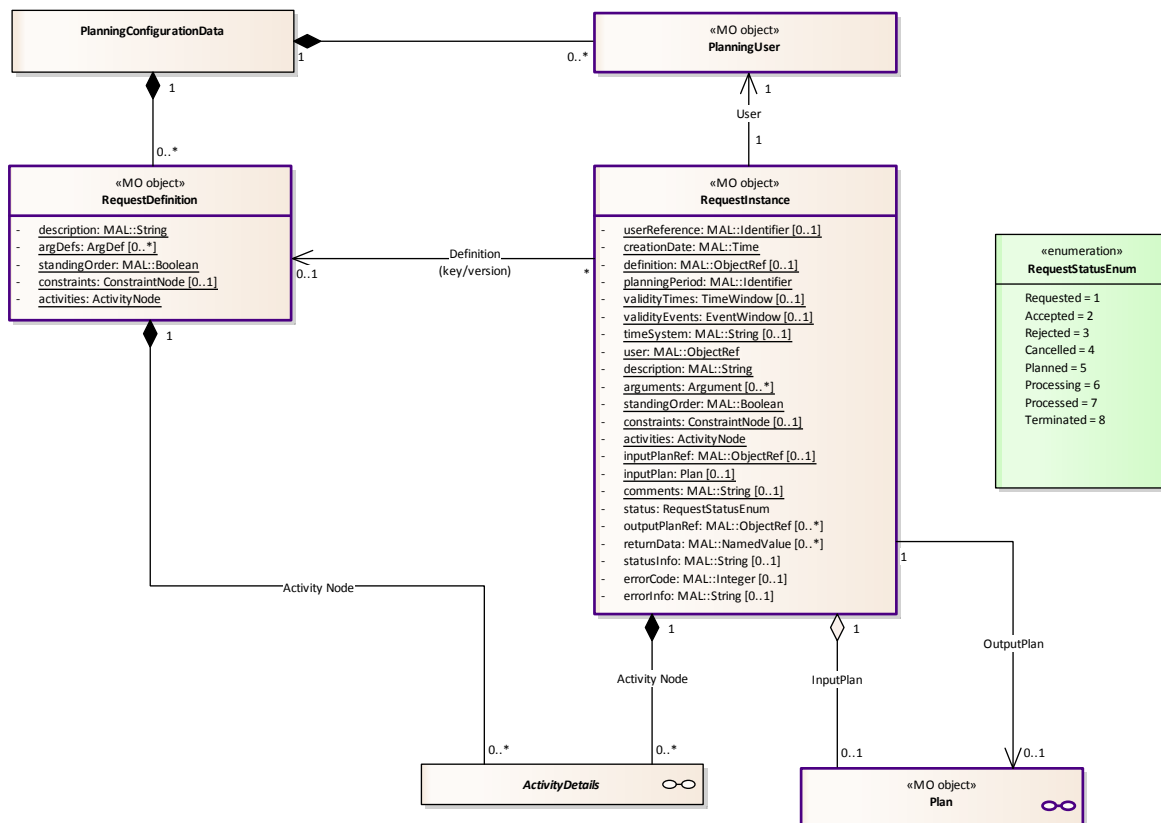 PlanningConfigurationData
1
0..*
«MO object»
PlanningUser
1
0..*
1
User
1
«MO object»
RequestDefinition
- description: MAL::String
- argDefs: ArgDef [0..*]
- standingOrder: MAL::Boolean
- constraints: ConstraintNode [0..1]
- activities: ActivityNode
1
Definition
(key/version)
0..1
*
«MO object»
RequestInstance
- userReference: MAL::Identifier [0..1]
- creationDate: MAL::Time
- definition: MAL::ObjectRef [0..1]
- planningPeriod: MAL::Identifier
- validityTimes: TimeWindow [0..1]
- validityEvents: EventWindow [0..1]
- timeSystem: MAL::String [0..1]
- user: MAL::ObjectRef
- description: MAL::String
- arguments: Argument [0..*]
- standingOrder: MAL::Boolean
- constraints: ConstraintNode [0..1]
- activities: ActivityNode
- inputPlanRef: MAL::ObjectRef [0..1]
- inputPlan: Plan [0..1]
- comments: MAL::String [0..1]
- status: RequestStatusEnum
- outputPlanRef: MAL::ObjectRef [0..*]
- returnData: MAL::NamedValue [0..*]
- statusInfo: MAL::String [0..1]
- errorCode: MAL::Integer [0..1]
- errorInfo: MAL::String [0..1]
«enumeration»
RequestStatusEnum
Requested = 1
Accepted = 2
Rejected = 3
Cancelled = 4
Planned = 5
Processing = 6
Processed = 7
Terminated = 8
1
1
1
Activity Node
Activity Node
InputPlan
OutputPlan
0..*
0..*
0..1
0..1
ActivityDetails
«MO object»
Plan